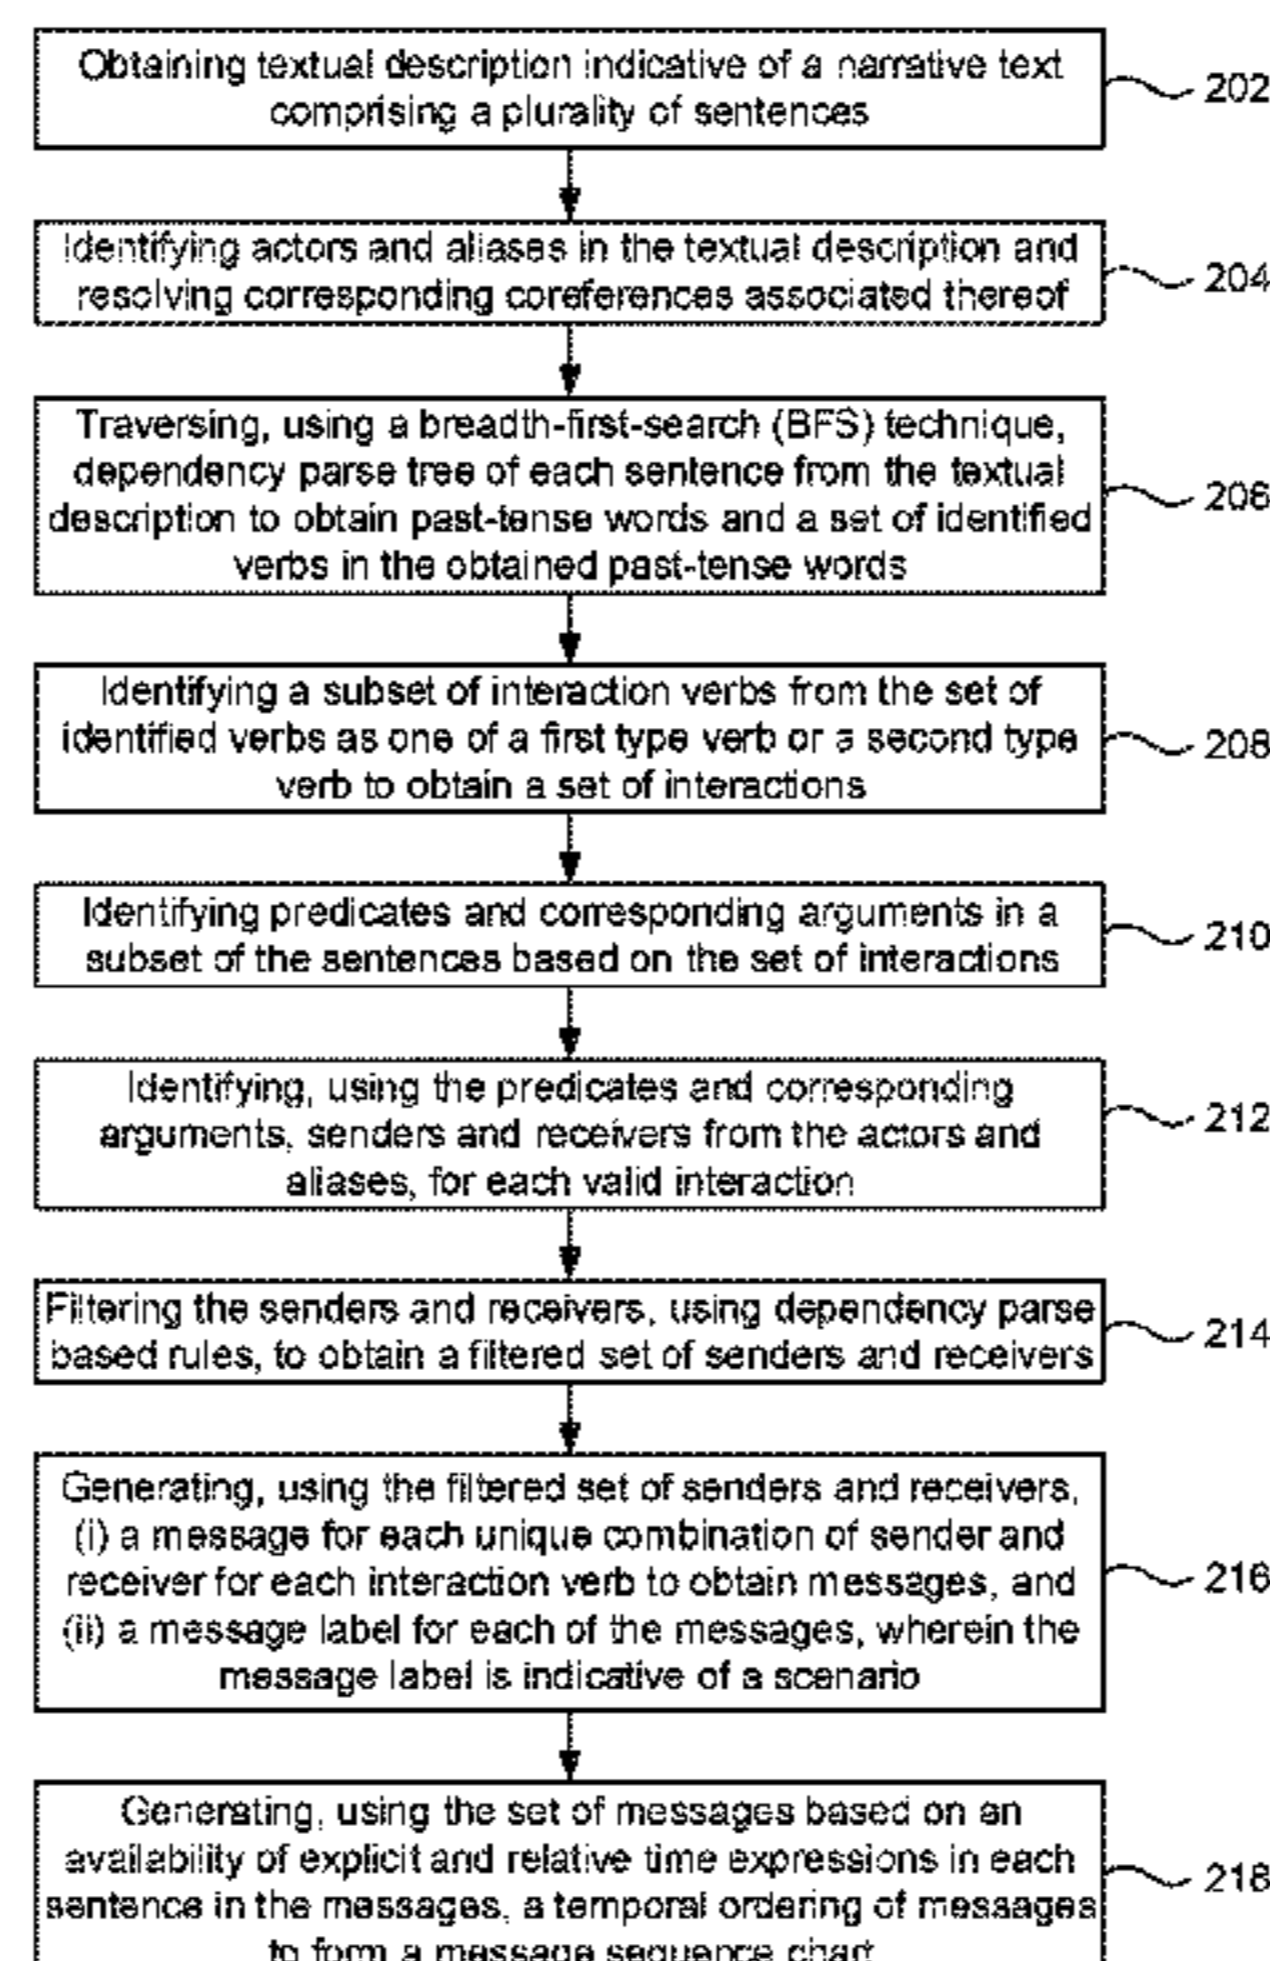 Obtaining textual description indicative of a narrative text
comprising a plurality of sentences
202
Identifying actors and aliases in the textual description and
resolving corresponding coreferences associated thereof
204
Traversing, using a breadth-first-search (BFS) technique,
dependency parse tree of each sentence from the textual
description to obtain past-tense words and a set of identified
verbs in the obtained past-tense words
206
Identifying a subset of interaction verbs from the set of
identified verbs as one of a first type verb or a second type
verb to obtain a set of interactions
208
Identifying predicates and corresponding arguments in a
subset of the sentences based on the set of interactions
210
Identifying, using the predicates and corresponding
arguments, senders and receivers from the actors and
aliases, for each valid interaction
212
Filtering the senders and receivers, using dependency parse
based rules, to obtain a filtered set of senders and receivers
214
Generating, using the filtered set of senders and receivers,
(i) a message for each unique combination of sender and
receiver for each interaction verb to obtain messages, and
(ii) a message label for each of the messages, wherein the
message label is indicative of a scenario
216
Generating, using the set of messages based on an
availability of explicit and relative time expressions in each
sentence in the messages, a temporal ordering of messages
to form a message sequence chart
218